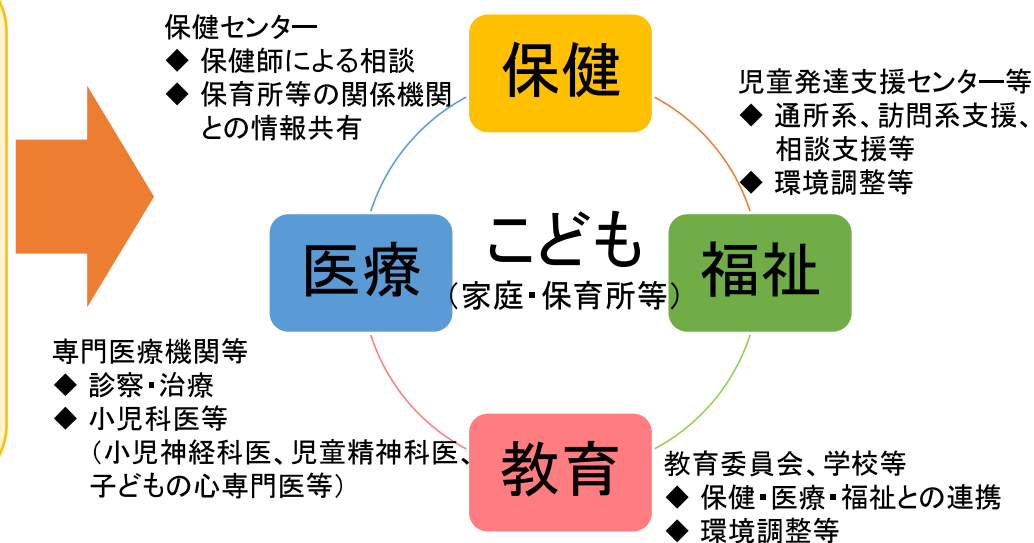 保健センター
◆ 保健師による相談
◆ 保育所等の関係機関
との情報共有
保健
児童発達支援センター等
◆ 通所系、訪問系支援、
相談支援等
◆ 環境調整等
医療
こども
（家庭・保育所等）
福祉
専門医療機関等
◆ 診察・治療
◆ 小児科医等
（小児神経科医、児童精神科医、
子どもの心専門医等）
教育
教育委員会、学校等
◆ 保健・医療・福祉との連携
◆ 環境調整等